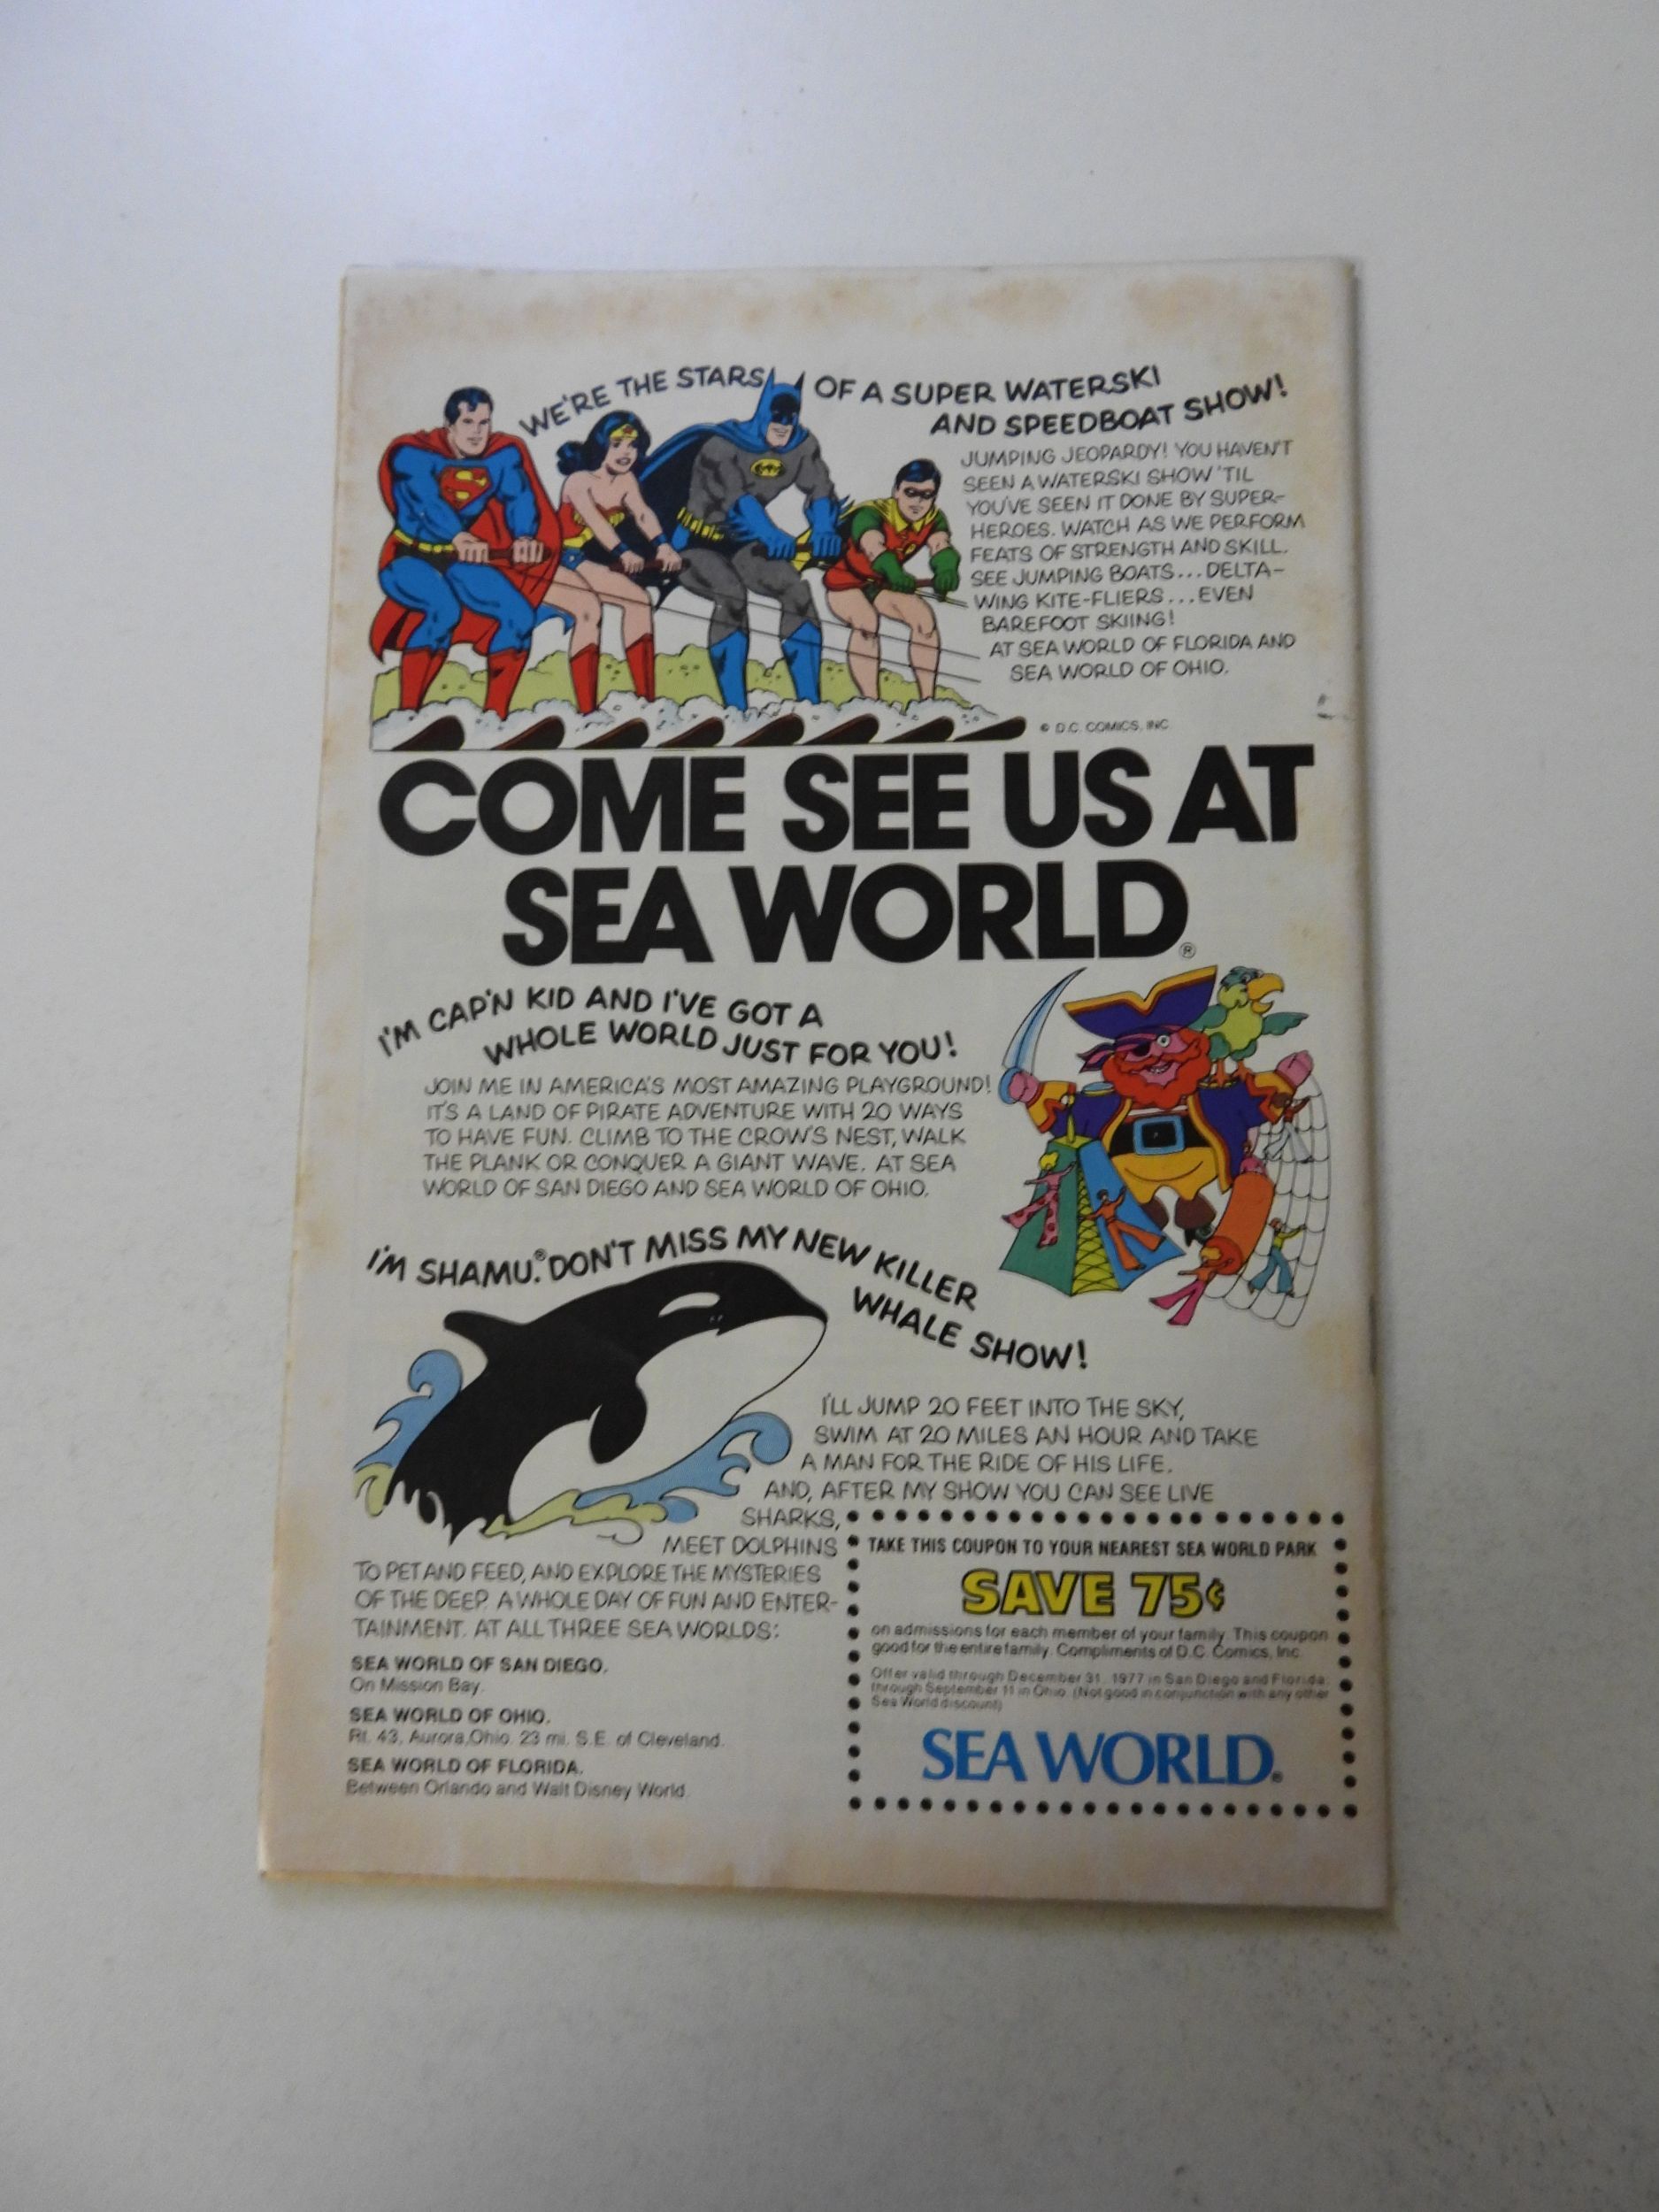 WE'RE THE STARS OF A SUPER WATERSKI
AND SPEEDBOAT SHOW!
JUMPING JEOPARDY! YOU HAVEN'T
SEEN A WATERSKI SHOW 'TIL
YOU'VE SEEN IT DONE BY SUPER-
HEROES. WATCH AS WE PERFORM
FEATS OF STRENGTH AND SKILL.
SEE JUMPING BOATS... DELTA-
WING KITE-FLIERS... EVEN
BAREFOOT SKIING!
AT SEA WORLD OF FLORIDA AND
SEA WORLD OF OHIO.
© D.C. COMICS, INC.
COME SEE US AT
SEA WORLD®
I'M CAP'N KID AND I'VE GOT A
WHOLE WORLD JUST FOR YOU!
JOIN ME IN AMERICA'S MOST AMAZING PLAYGROUND!
IT'S A LAND OF PIRATE ADVENTURE WITH 20 WAYS
TO HAVE FUN. CLIMB TO THE CROW'S NEST, WALK
THE PLANK OR CONQUER A GIANT WAVE. AT SEA
WORLD OF SAN DIEGO AND SEA WORLD OF OHIO.
I'M SHAMU.® DON'T MISS MY NEW KILLER
WHALE SHOW!
I'LL JUMP 20 FEET INTO THE SKY,
SWIM AT 20 MILES AN HOUR AND TAKE
A MAN FOR THE RIDE OF HIS LIFE.
AND, AFTER MY SHOW YOU CAN SEE LIVE
SHARKS,
MEET DOLPHINS
TO PET AND FEED, AND EXPLORE THE MYSTERIES
OF THE DEEP. A WHOLE DAY OF FUN AND ENTER-
TAINMENT. AT ALL THREE SEA WORLDS:
SEA WORLD OF SAN DIEGO.
On Mission Bay.
SEA WORLD OF OHIO.
Rt. 43, Aurora, Ohio. 23 mi. S.E. of Cleveland.
SEA WORLD OF FLORIDA.
Between Orlando and Walt Disney World.
TAKE THIS COUPON TO YOUR NEAREST SEA WORLD PARK
SAVE 75¢
on admissions for each member of your family. This coupon
good for the entire family. Compliments of D.C. Comics, Inc.
Offer valid through December 31, 1977 in San Diego and Florida;
through September 11 in Ohio. (Not good in conjunction with any other
Sea World discount)
SEA WORLD®